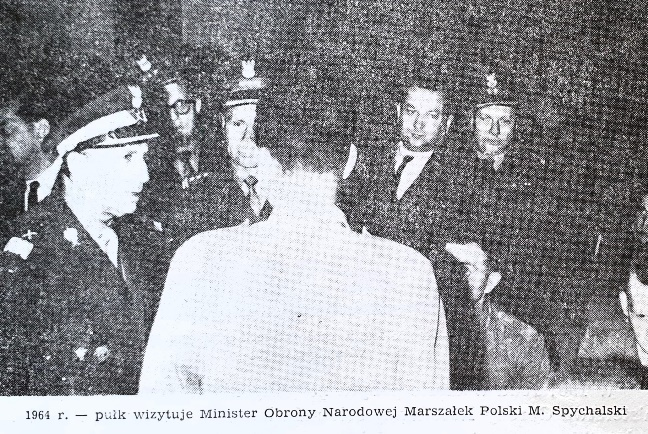 1964 r. — pułk wizytuje Minister Obrony Narodowej Marszałek Polski M. Spychalski